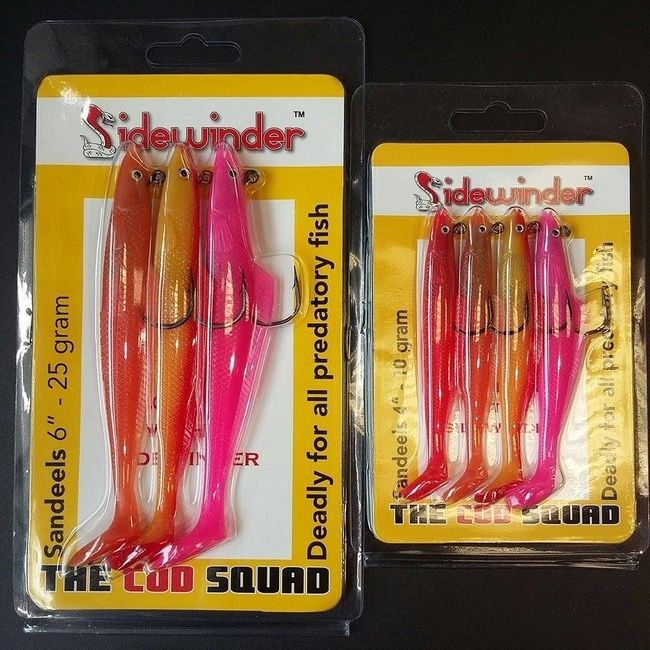 Sidewinder™
Sandeels 6" - 25 gram
Deadly for all predatory fish
THE COD SQUAD
Sidewinder™
Sandeels 4" - 10 gram
Deadly for all predatory fish
THE COD SQUAD